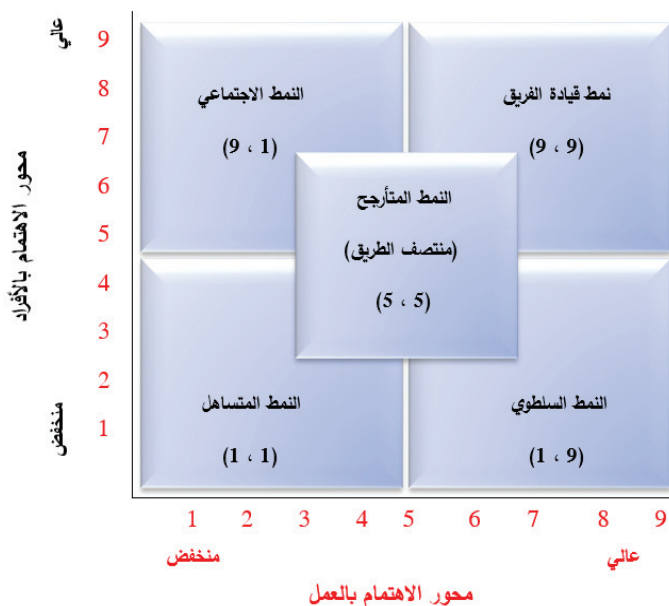 عالي
9
8
7
6
5
4
3
2
1
منخفض
محور الاهتمام بالأفراد
النمط الاجتماعي
(9 ، 1)
نمط قيادة الفريق
(9 ، 9)
النمط المتأرجح
(منتصف الطريق)
(5 ، 5)
النمط المتساهل
(1 ، 1)
النمط السلطوي
(1 ، 9)
1 2 3 4 5 6 7 8 9
منخفض
عالي
محور الاهتمام بالعمل